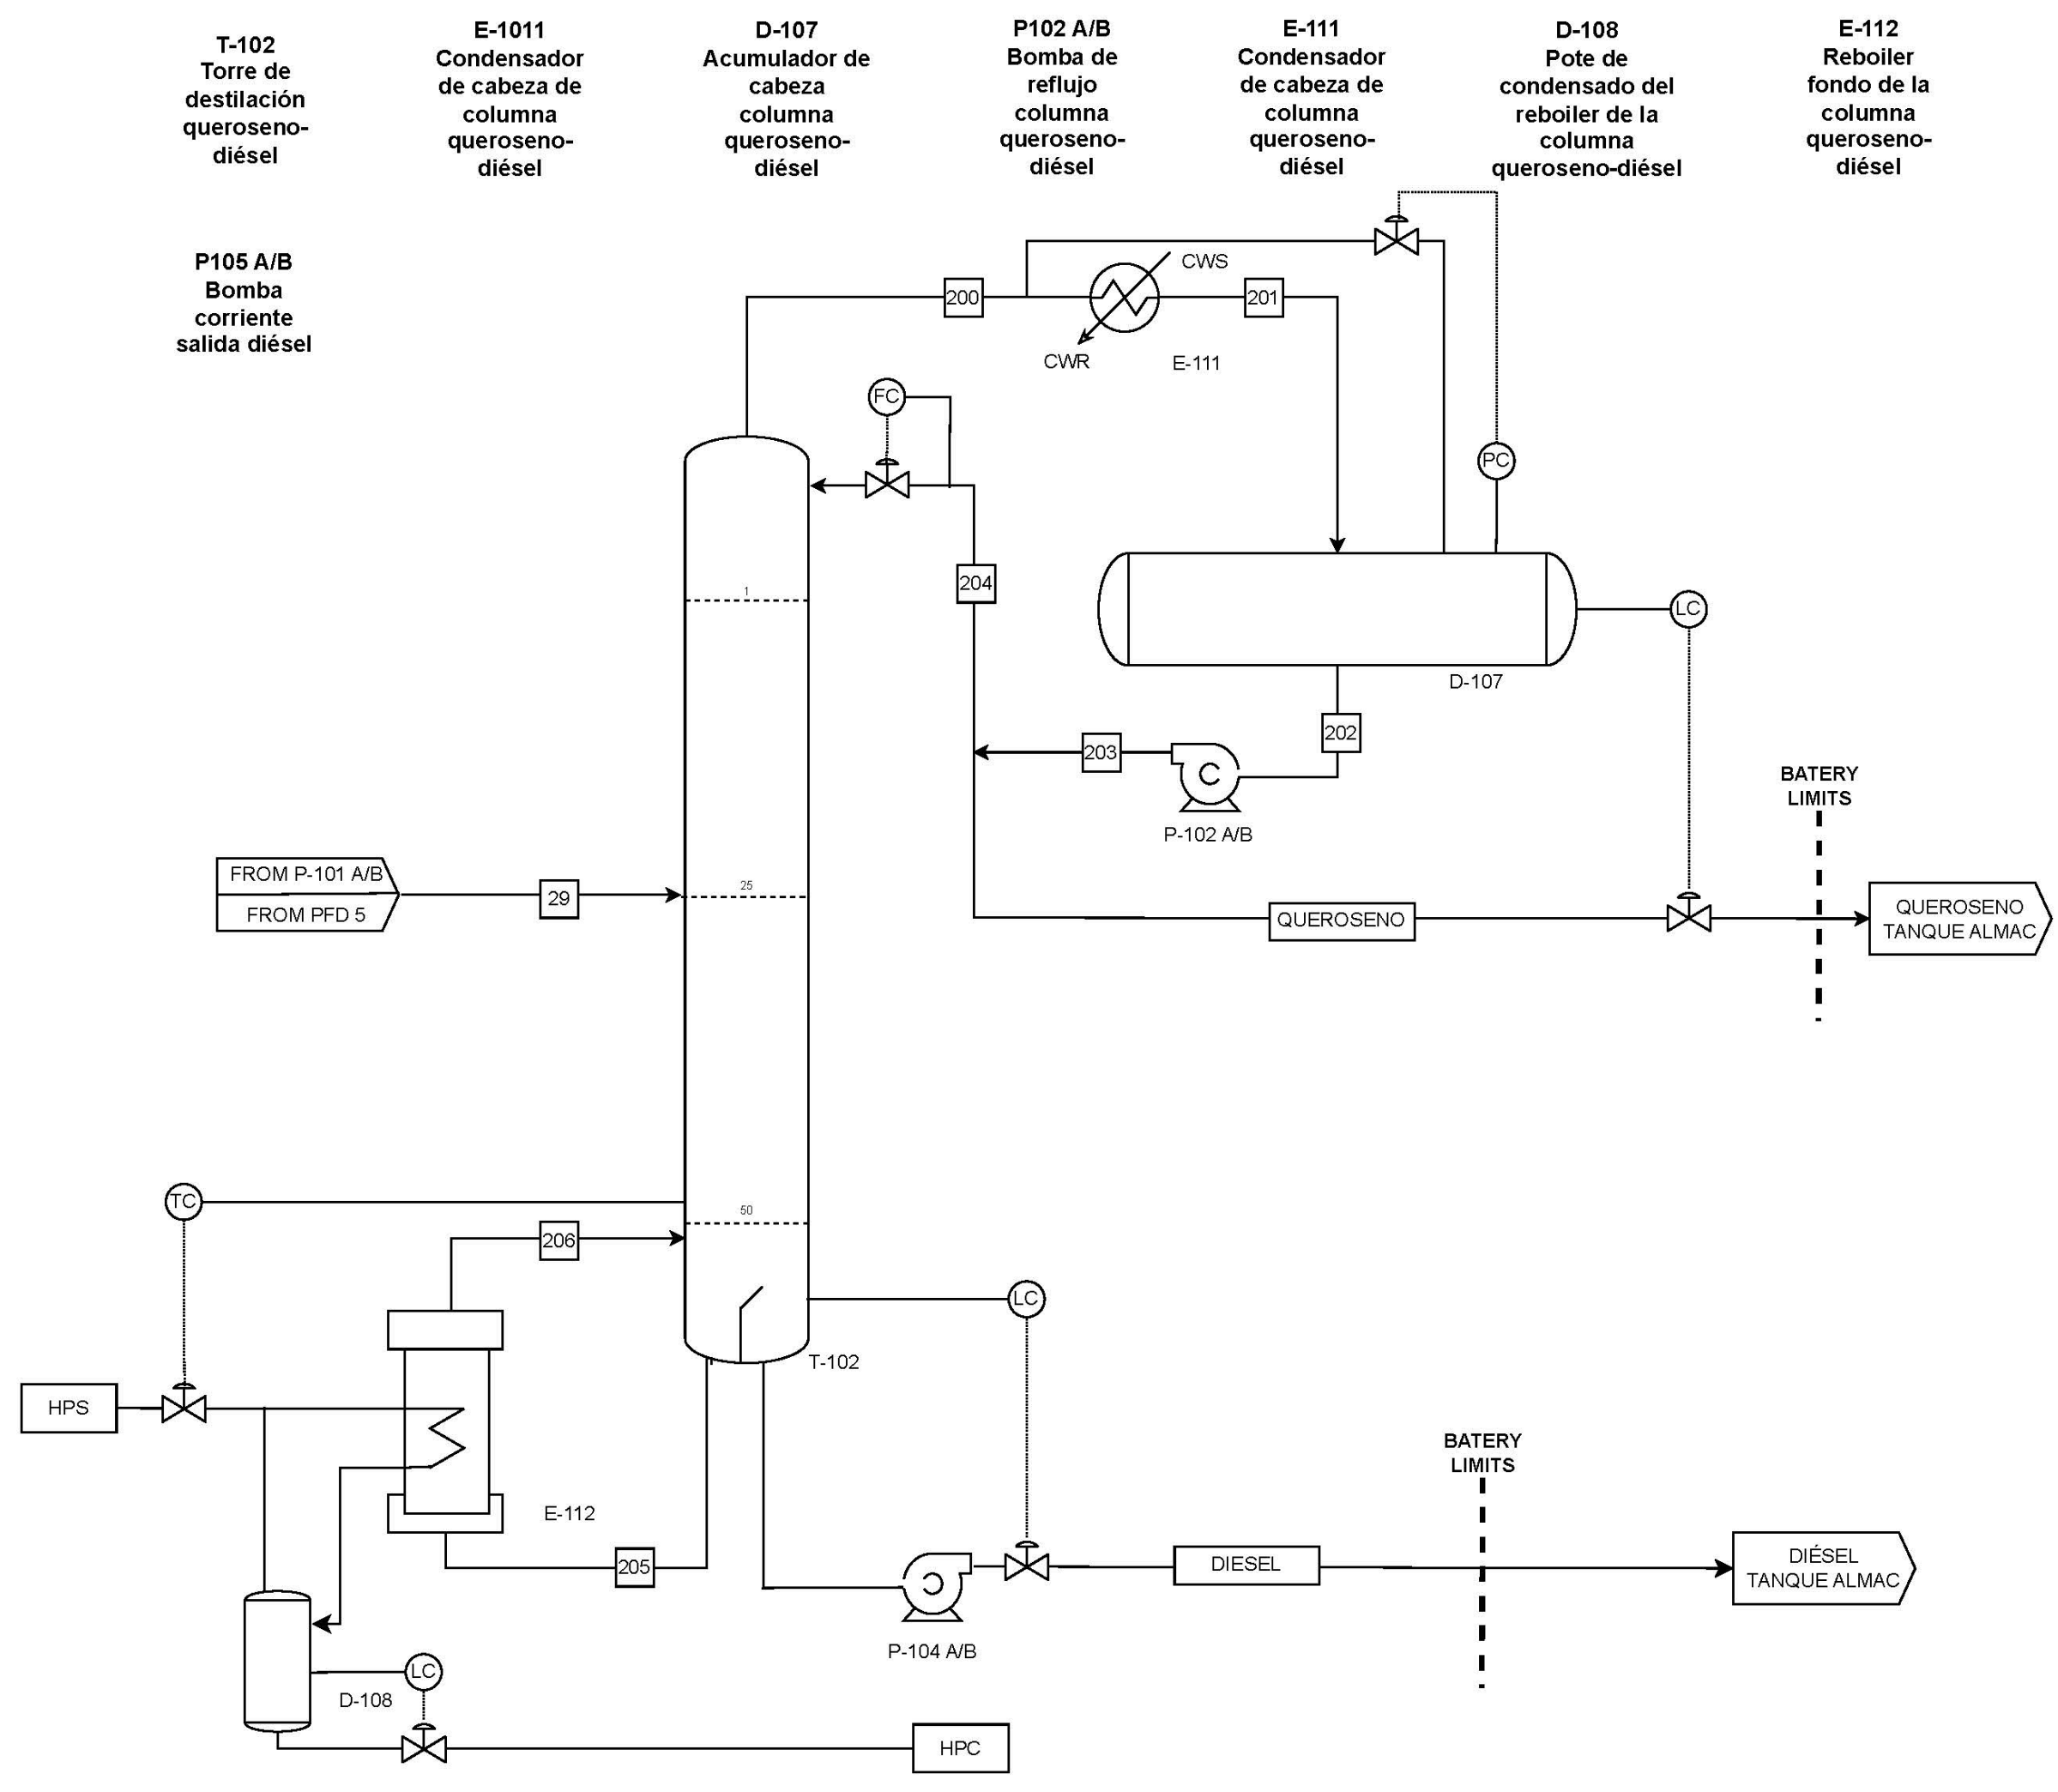 T-102
Torre de
destilación
queroseno-
diésel
E-1011
Condensador
de cabeza de
columna
queroseno-
diésel
D-107
Acumulador de
cabeza
columna
queroseno-
diésel
P102 A/B
Bomba de
reflujo
columna
queroseno-
diésel
E-111
Condensador
de cabeza de
columna
queroseno-
diésel
D-108
Pote de
condensado del
reboiler de la
columna
queroseno-diésel
E-112
Reboiler
fondo de la
columna
queroseno-
diésel
P105 A/B
Bomba
corriente
salida diésel
CWS
200
201
CWR
E-111
FC
PC
204
1
LC
D-107
202
203
P-102 A/B
BATERY
LIMITS
FROM P-101 A/B
FROM PFD 5
29
25
QUEROSENO
QUEROSENO
TANQUE ALMAC
TC
50
206
LC
T-102
HPS
BATERY
LIMITS
E-112
205
DIESEL
DIÉSEL
TANQUE ALMAC
P-104 A/B
LC
D-108
HPC